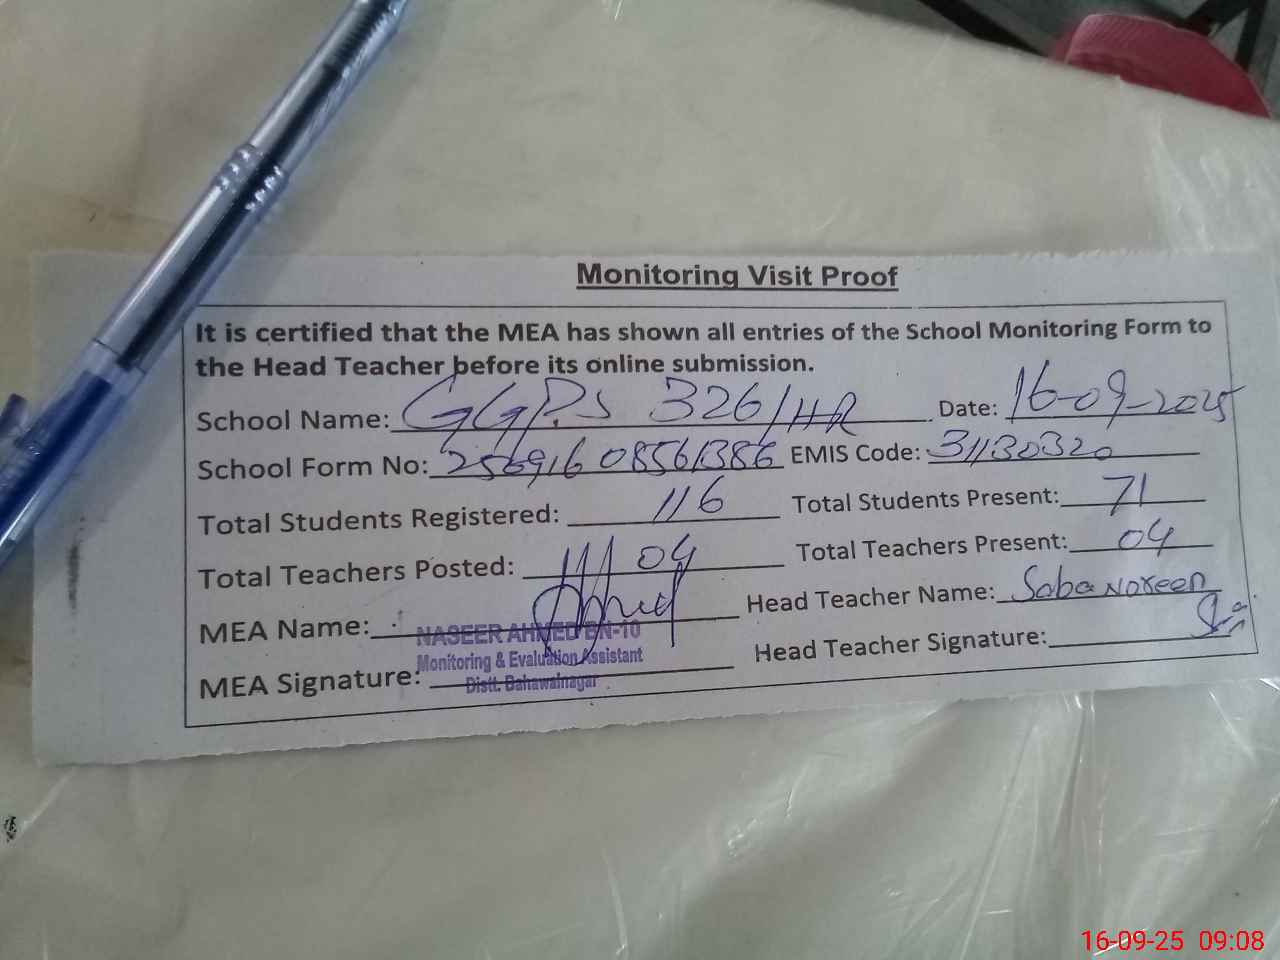 Monitoring Visit Proof
It is certified that the MEA has shown all entries of the School Monitoring Form to
the Head Teacher before its online submission.
School Name: GGPS 326/HR Date: 16-09-2025
School Form No: 25691608561386 EMIS Code: 31130320
Total Students Registered: 116 Total Students Present: 71
Total Teachers Posted: 04 Total Teachers Present: 04
MEA Name: Head Teacher Name: Saba Noreen
NASEER AHMED BN-10
Monitoring & Evaluation Assistant
MEA Signature: Head Teacher Signature:
Distt. Bahawalnagar
16-09-25 09:08